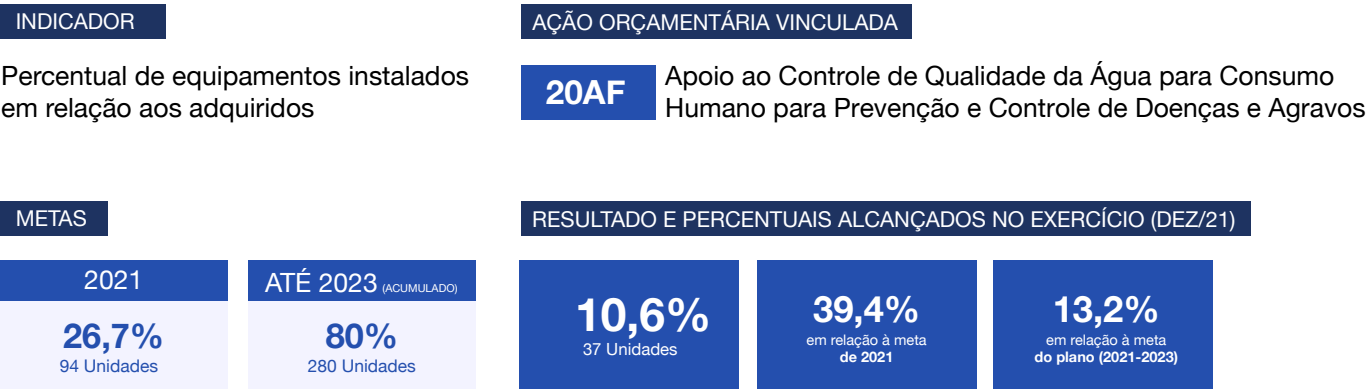 INDICADOR
Percentual de equipamentos instalados
em relação aos adquiridos
AÇÃO ORÇAMENTÁRIA VINCULADA
20AF
Apoio ao Controle de Qualidade da Água para Consumo
Humano para Prevenção e Controle de Doenças e Agravos
METAS
2021
26,7%
94 Unidades
ATÉ 2023 (ACUMULADO)
80%
280 Unidades
RESULTADO E PERCENTUAIS ALCANÇADOS NO EXERCÍCIO (DEZ/21)
10,6%
37 Unidades
39,4%
em relação à meta
de 2021
13,2%
em relação à meta
do plano (2021-2023)